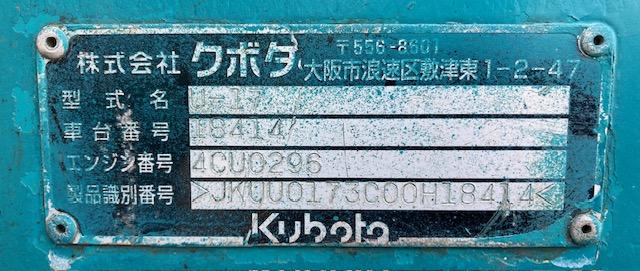 株式会社 クボタ 〒556-8601
大阪市浪速区敷津東1-2-47
型式名 U-17
車台番号 18414
エンジン番号 4CU0296
製品識別番号 >JKUU0173C00H18414<
Kubota